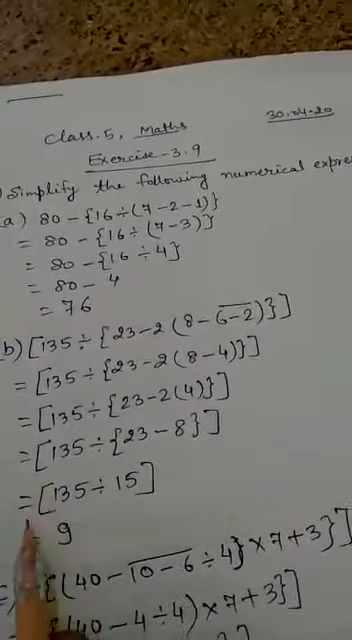 30.04.20
Class.5, Maths
Exercise-3.9
Simplify the following numerical
a) 80 - {16÷(7-2-1)}
= 80 - {16÷(7-3)}
= 80 - {16÷4}
= 80 - 4
= 76
b) [135÷{23-2(8-6̅-̅2̅)}]
= [135÷{23-2(8-4)}]
= [135÷{23-2(4)}]
= [135÷{23-8}]
= [135÷15]
= 9
{(40-1̅0̅-̅6̅÷4}×7+3}]
(40-4÷4)×7+3}]